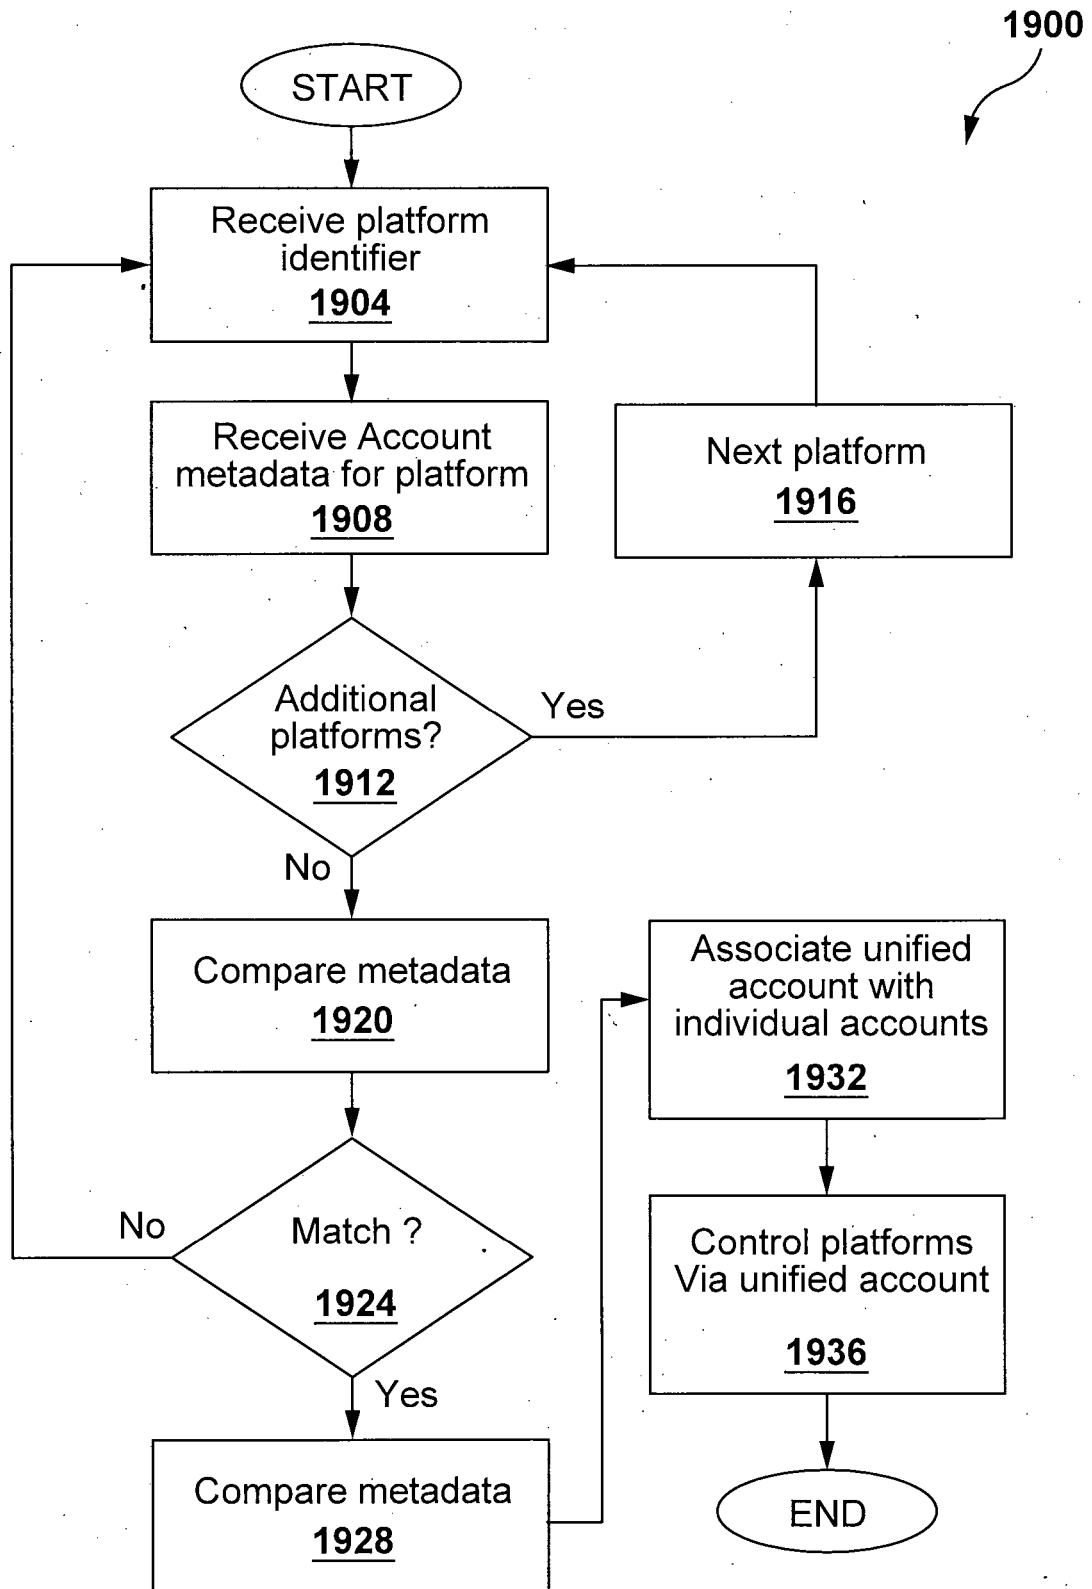 1900
START
Receive platform
identifier
1904
Receive Account
metadata for platform
1908
Next platform
1916
Additional
platforms?
1912
Yes
No
Compare metadata
1920
Associate unified
account with
individual accounts
1932
Match ?
1924
No
Yes
Control platforms
Via unified account
1936
Compare metadata
1928
END